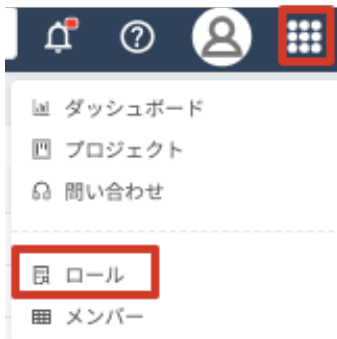 ダッシュボード
プロジェクト
問い合わせ
ロール
メンバー